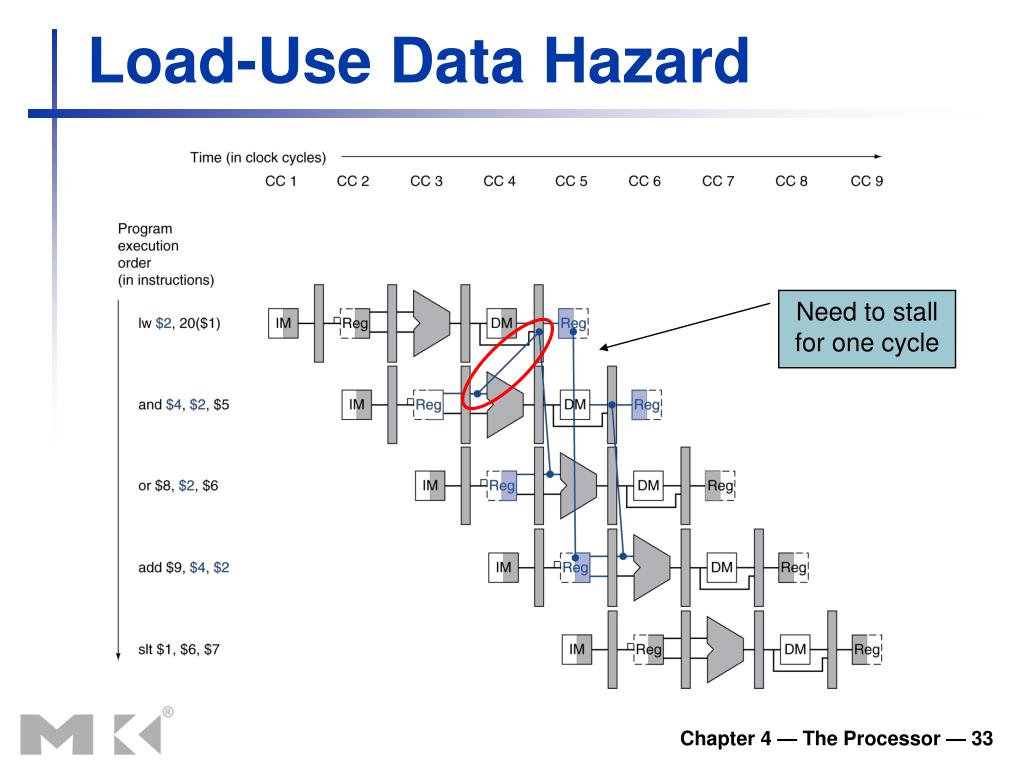 Load-Use Data Hazard
Time (in clock cycles)
CC 1 CC 2 CC 3 CC 4 CC 5 CC 6 CC 7 CC 8 CC 9
Program
execution
order
(in instructions)
Need to stall
for one cycle
lw $2, 20($1) IM Reg DM Reg
and $4, $2, $5 IM Reg DM Reg
or $8, $2, $6 IM Reg DM Reg
add $9, $4, $2 IM Reg DM Reg
slt $1, $6, $7 IM Reg DM Reg
MK®
Chapter 4 — The Processor — 33